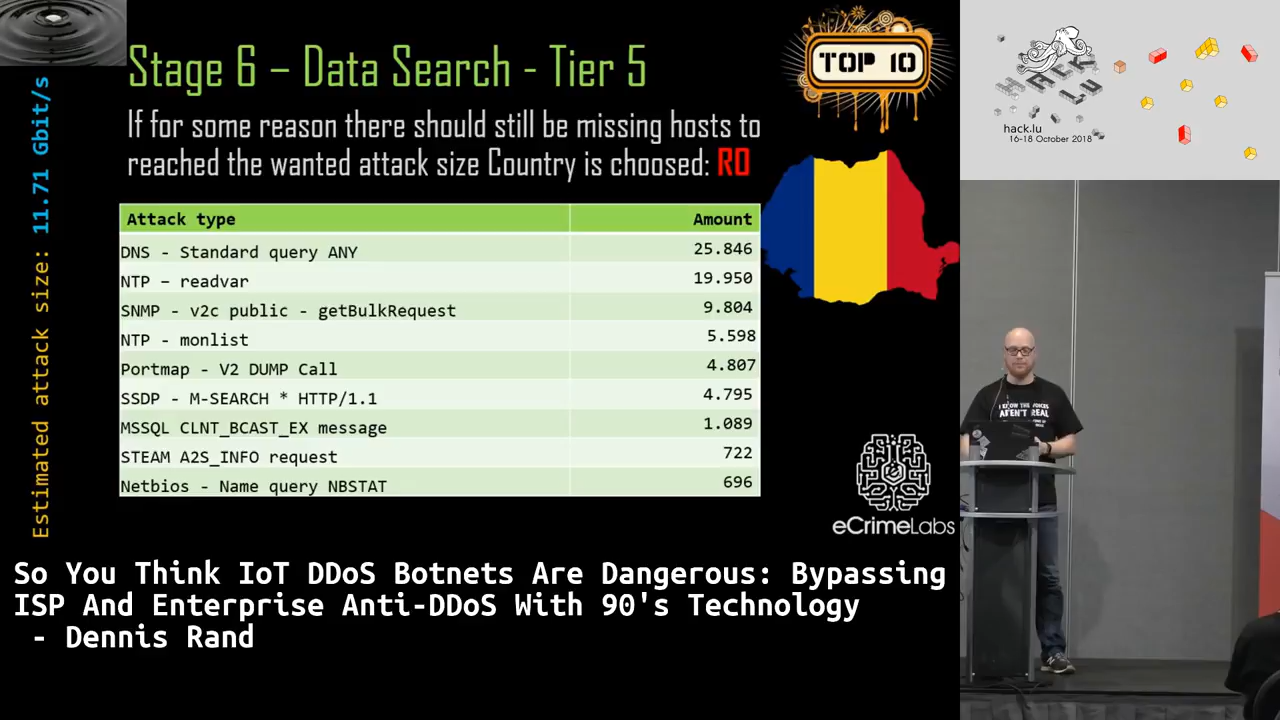 Stage 6 – Data Search - Tier 5
TOP 10
If for some reason there should still be missing hosts to
reached the wanted attack size Country is choosed: RO
Estimated attack size: 11.71 Gbit/s
Attack type Amount
DNS - Standard query ANY 25.846
NTP – readvar 19.950
SNMP - v2c public - getBulkRequest 9.804
NTP - monlist 5.598
Portmap - V2 DUMP Call 4.807
SSDP - M-SEARCH * HTTP/1.1 4.795
MSSQL CLNT_BCAST_EX message 1.089
STEAM A2S_INFO request 722
Netbios - Name query NBSTAT 696
eCrimeLabs
hack.lu
16-18 October 2018
I KNOW THE VOICES
AREN'T REAL
So You Think IoT DDoS Botnets Are Dangerous: Bypassing
ISP And Enterprise Anti-DDoS With 90's Technology
- Dennis Rand